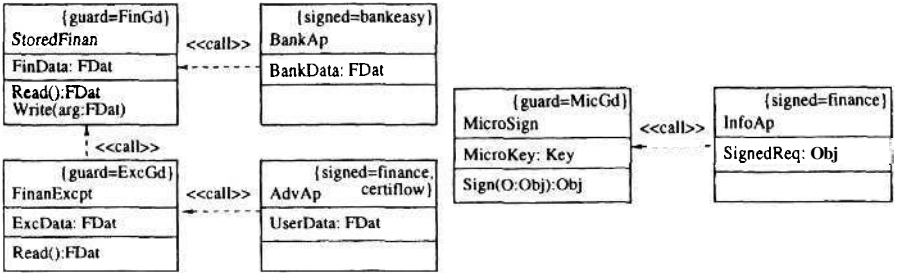 {guard=FinGd}
StoredFinan
FinData: FDat
Read():FDat
Write(arg:FDat)
<<call>>
{signed=bankeasy}
BankAp
BankData: FDat
<<call>>
{guard=ExcGd}
FinanExcpt
ExcData: FDat
Read():FDat
<<call>>
{signed=finance,
certiflow}
AdvAp
UserData: FDat
{guard=MicGd}
MicroSign
MicroKey: Key
Sign(O:Obj):Obj
<<call>>
{signed=finance}
InfoAp
SignedReq: Obj